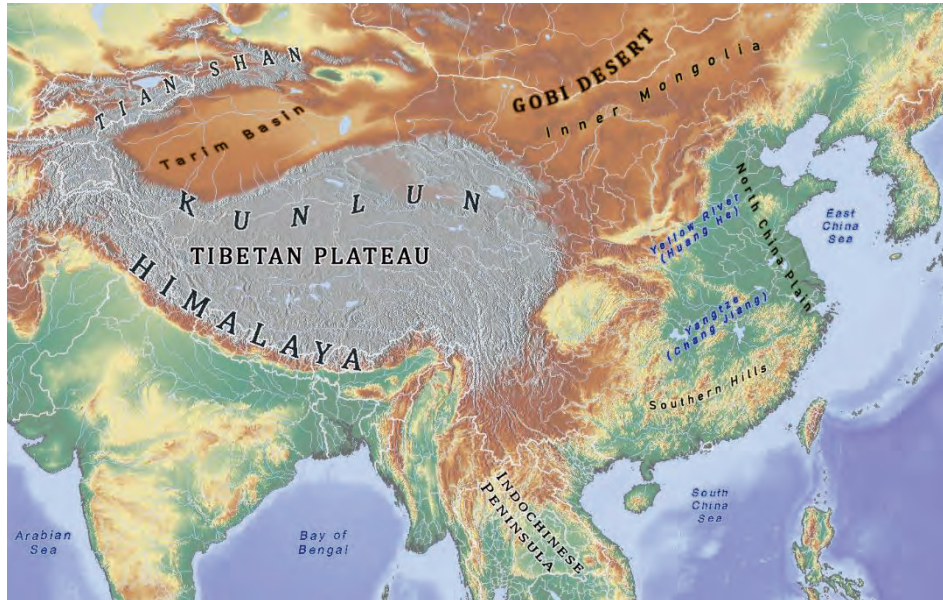 TIAN SHAN
GOBI DESERT
Inner Mongolia
Tarim Basin
KUNLUN
North China Plain
Yellow River
(Huang He)
East
China
Sea
TIBETAN PLATEAU
HIMALAYA
Yangtze
(Chang Jiang)
Southern Hills
INDOCHINESE
PENINSULA
South
China
Sea
Arabian
Sea
Bay of
Bengal